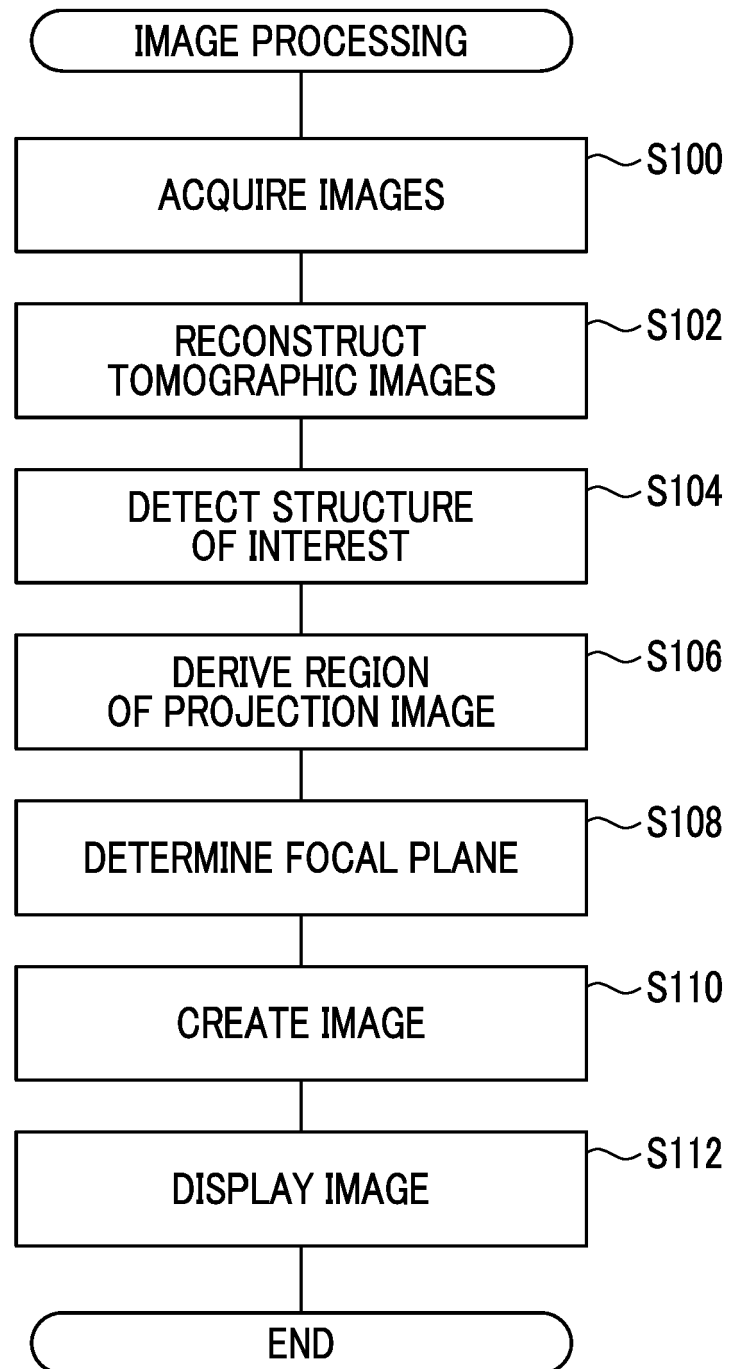 IMAGE PROCESSING
ACQUIRE IMAGES
S100
RECONSTRUCT
TOMOGRAPHIC IMAGES
S102
DETECT STRUCTURE
OF INTEREST
S104
DERIVE REGION
OF PROJECTION IMAGE
S106
DETERMINE FOCAL PLANE
S108
CREATE IMAGE
S110
DISPLAY IMAGE
S112
END